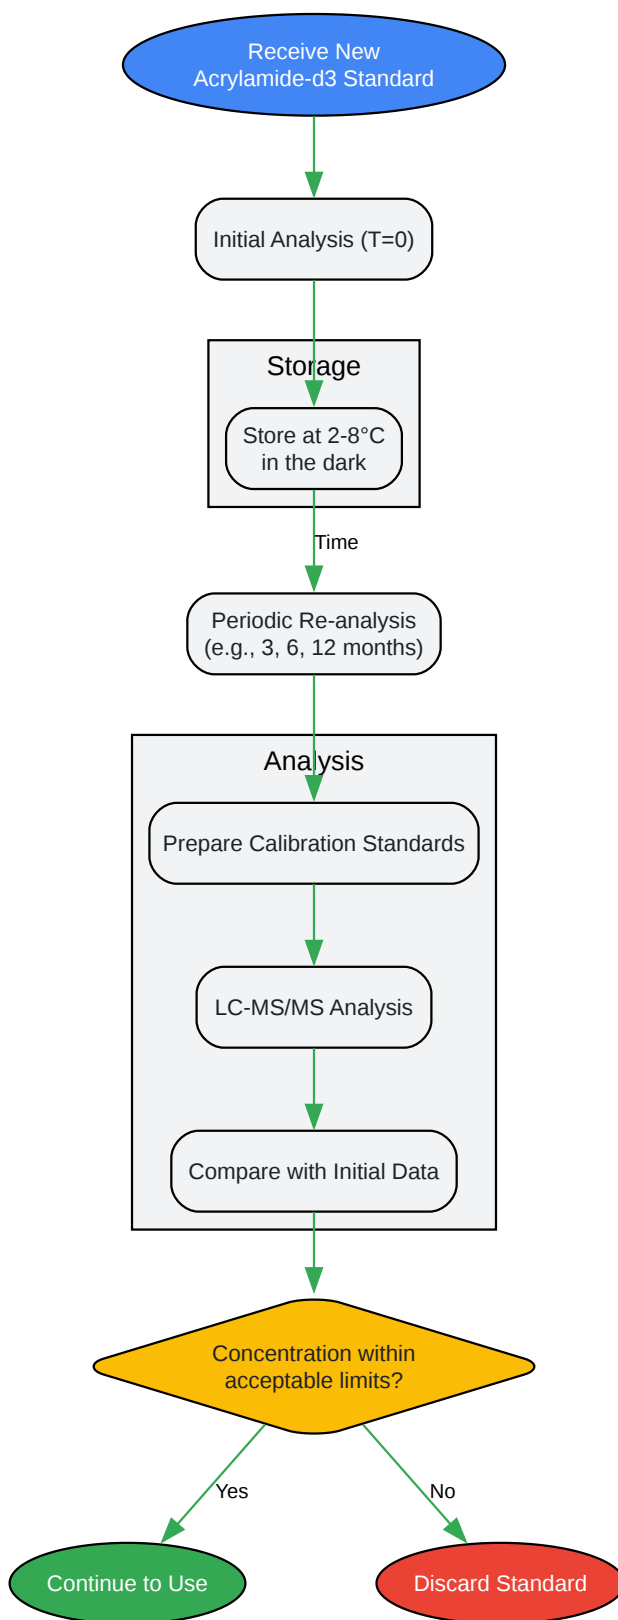 Receive New
Acrylamide-d3 Standard
Initial Analysis (T=0)
Storage
Store at 2-8°C
in the dark
Time
Periodic Re-analysis
(e.g., 3, 6, 12 months)
Analysis
Prepare Calibration Standards
LC-MS/MS Analysis
Compare with Initial Data
Concentration within
acceptable limits?
Yes
No
Continue to Use
Discard Standard